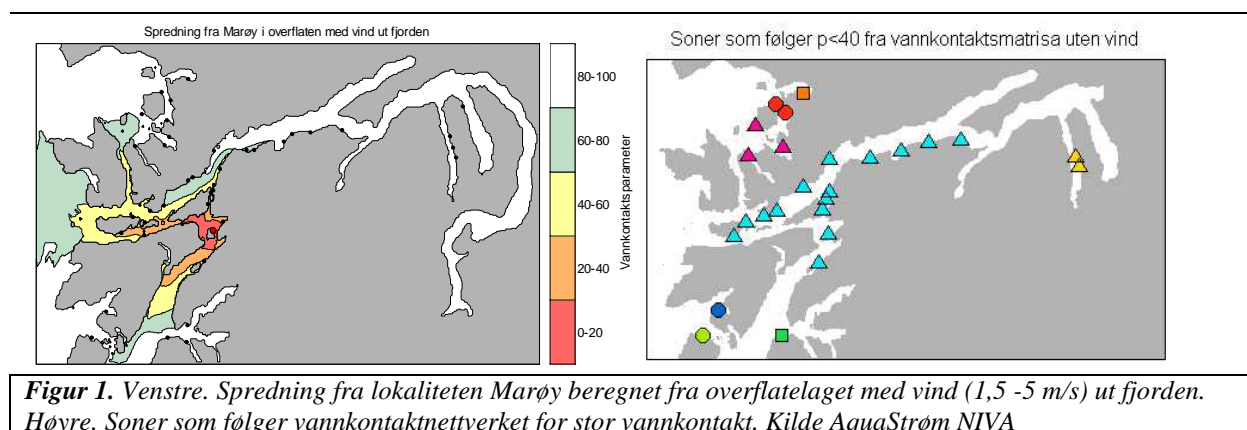 Spredning fra Marøy i overflaten med vind ut fjorden
80-100
60-80
40-60
20-40
0-20
Vannkontaktsparameter
Soner som følger p<40 fra vannkontaktsmatrisa uten vind
Figur 1. Venstre. Spredning fra lokaliteten Marøy beregnet fra overflatelaget med vind (1,5 -5 m/s) ut fjorden.
Høyre. Soner som følger vannkontaktnettverket for stor vannkontakt. Kilde AquaStrøm NIVA